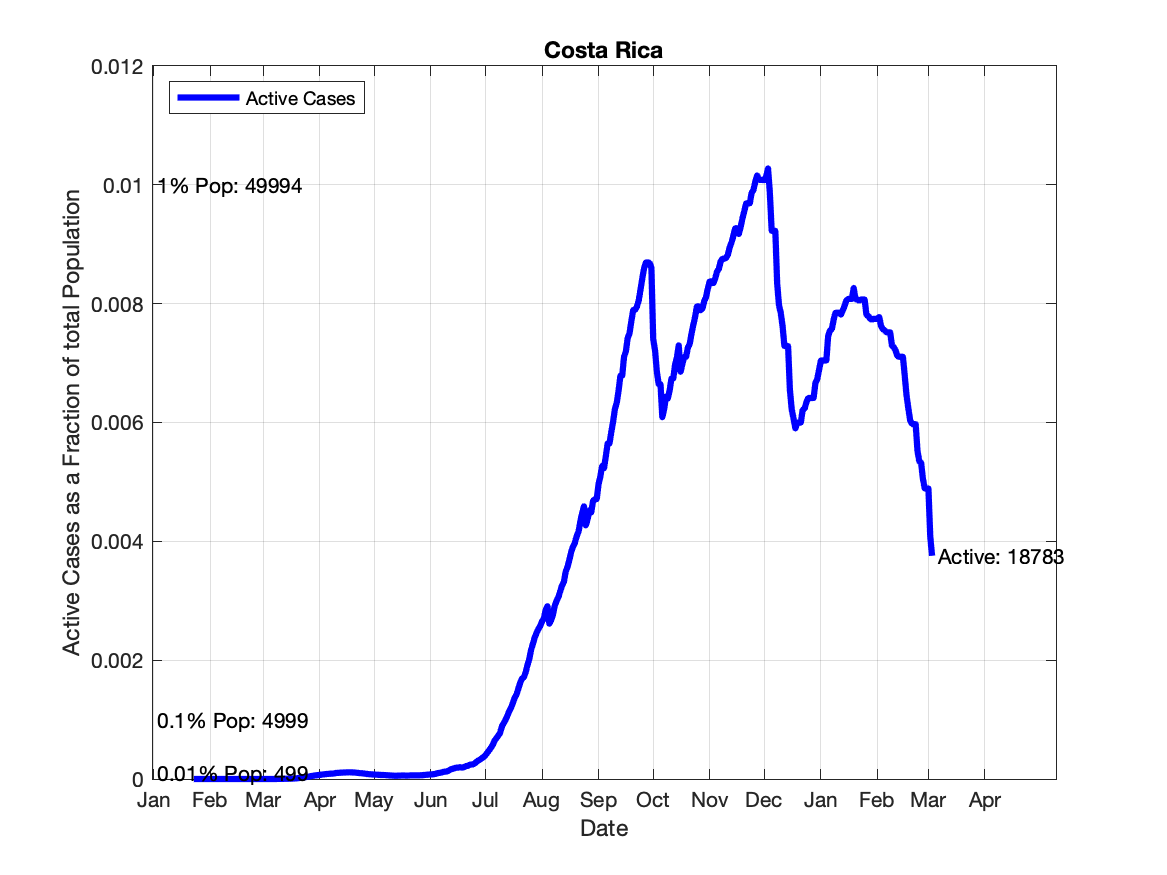 Costa Rica
0.012
Active Cases
0.01
1% Pop: 49994
0.008
0.006
0.004
Active: 18783
0.002
0.1% Pop: 4999
0.01% Pop: 499
0
Jan Feb Mar Apr May Jun Jul Aug Sep Oct Nov Dec Jan Feb Mar Apr
Date
Active Cases as a Fraction of total Population